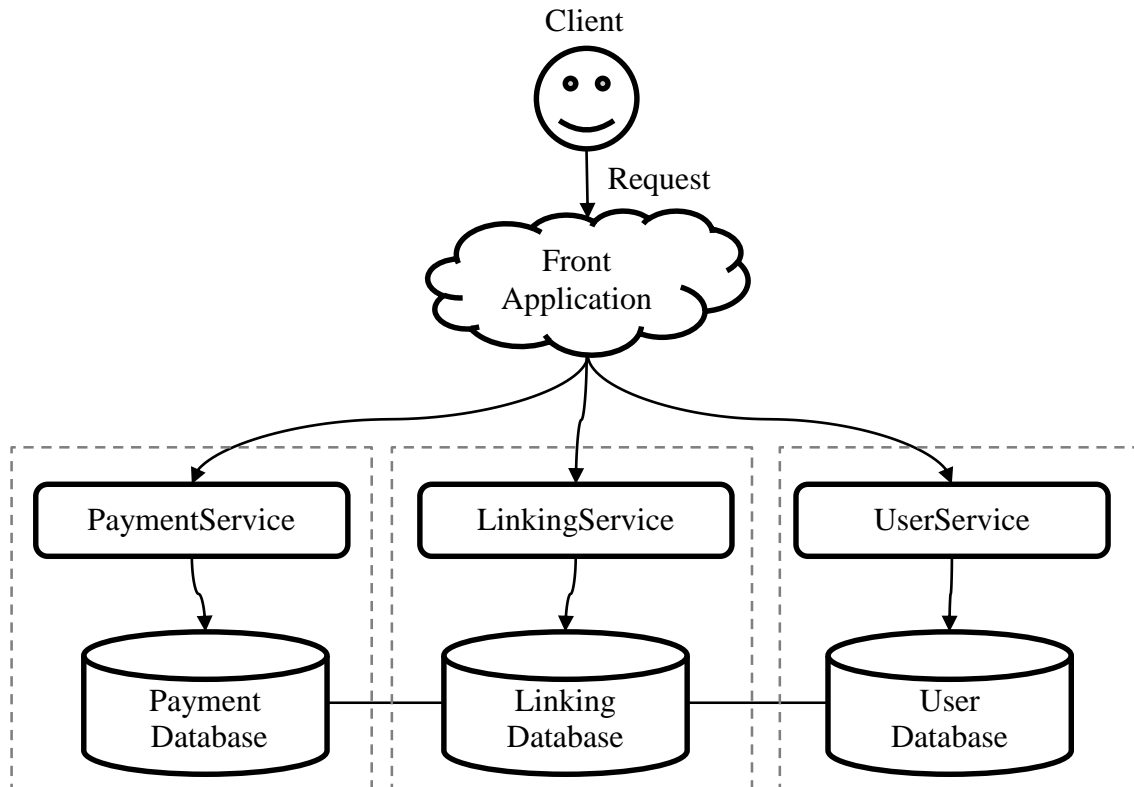 Client
Request
Front
Application
PaymentService
LinkingService
UserService
Payment
Database
Linking
Database
User
Database